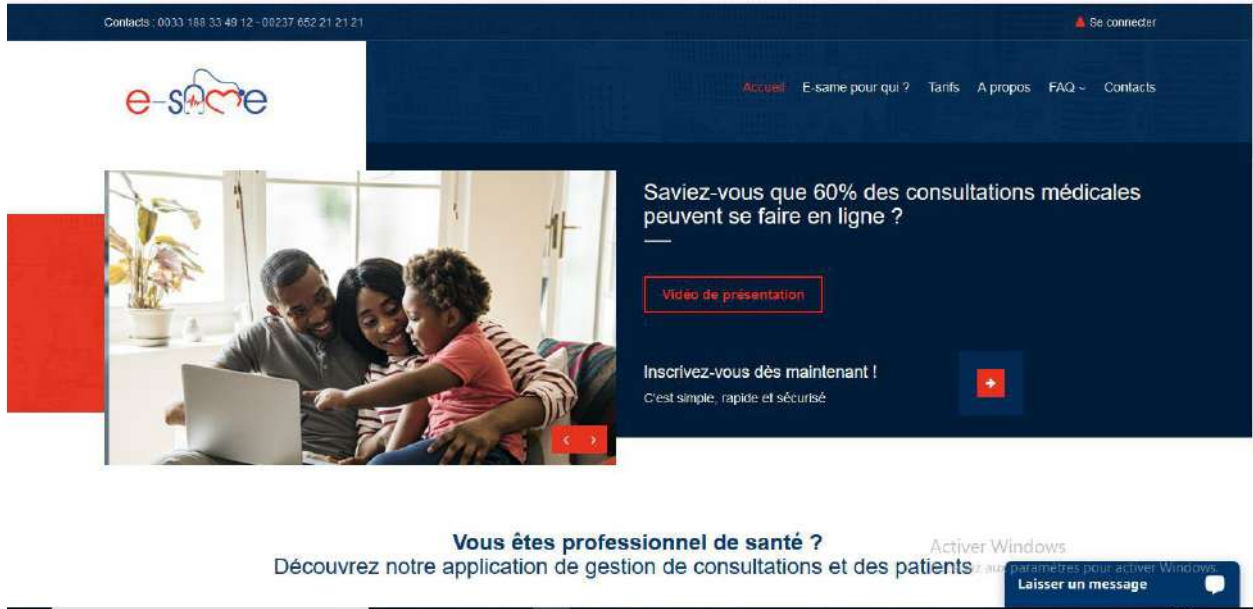 Contacts : 0033 188 33 49 12 - 00237 652 21 21 21
Se connecter
e-same
Accueil E-same pour qui ? Tarifs A propos FAQ Contacts
Saviez-vous que 60% des consultations médicales
peuvent se faire en ligne ?
Vidéo de présentation
Inscrivez-vous dès maintenant !
C'est simple, rapide et sécurisé
Vous êtes professionnel de santé ?
Découvrez notre application de gestion de consultations et des patients
Activer Windows
aux paramètres pour activer Windows.
Laisser un message